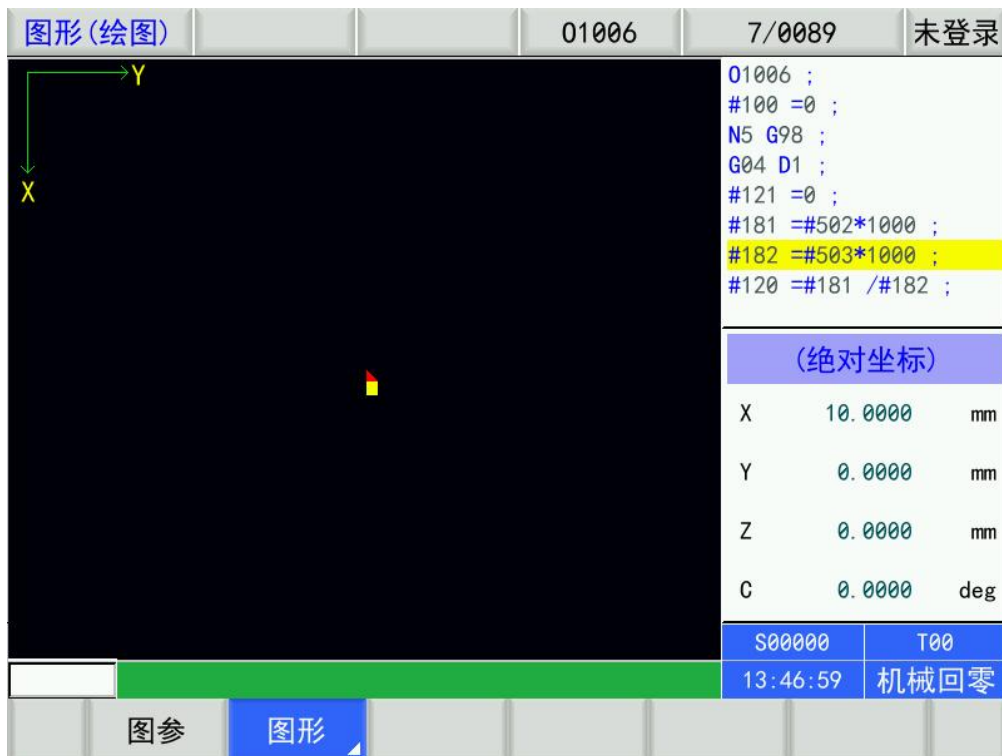 图形(绘图) O1006 7/0089 未登录
Y
X
O1006 ;
#100 =0 ;
N5 G98 ;
G04 D1 ;
#121 =0 ;
#181 =#502*1000 ;
#182 =#503*1000 ;
#120 =#181 /#182 ;
(绝对坐标)
X 10.0000 mm
Y 0.0000 mm
Z 0.0000 mm
C 0.0000 deg
S00000 T00
13:46:59 机械回零
图参 图形